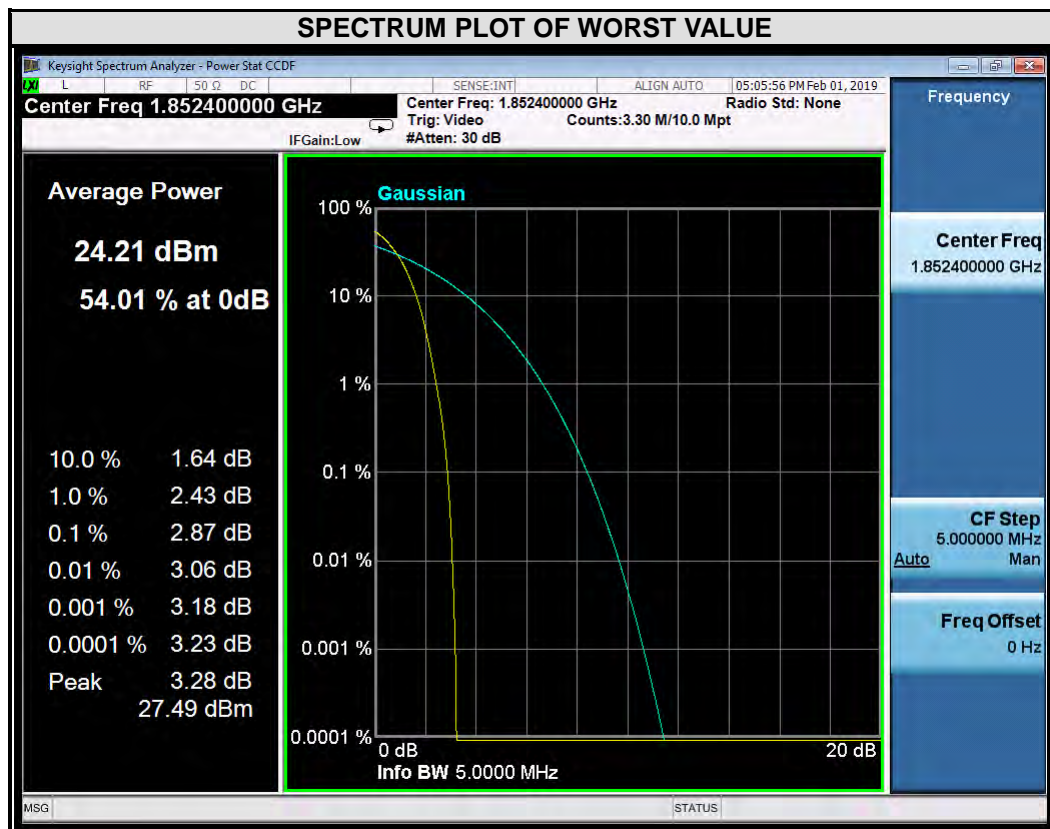 SPECTRUM PLOT OF WORST VALUE
Keysight Spectrum Analyzer - Power Stat CCDF
LXI L RF 50 Ω DC SENSE:INT ALIGN AUTO 05:05:56 PM Feb 01, 2019
Center Freq 1.852400000 GHz
Center Freq: 1.852400000 GHz Radio Std: None
Trig: Video Counts:3.30 M/10.0 Mpt
IFGain:Low #Atten: 30 dB
Average Power
24.21 dBm
54.01 % at 0dB
10.0 % 1.64 dB
1.0 % 2.43 dB
0.1 % 2.87 dB
0.01 % 3.06 dB
0.001 % 3.18 dB
0.0001 % 3.23 dB
Peak 3.28 dB
27.49 dBm
Gaussian
100 %
10 %
1 %
0.1 %
0.01 %
0.001 %
0.0001 %
0 dB 20 dB
Info BW 5.0000 MHz
Frequency
Center Freq
1.852400000 GHz
CF Step
5.000000 MHz
Auto Man
Freq Offset
0 Hz
MSG STATUS